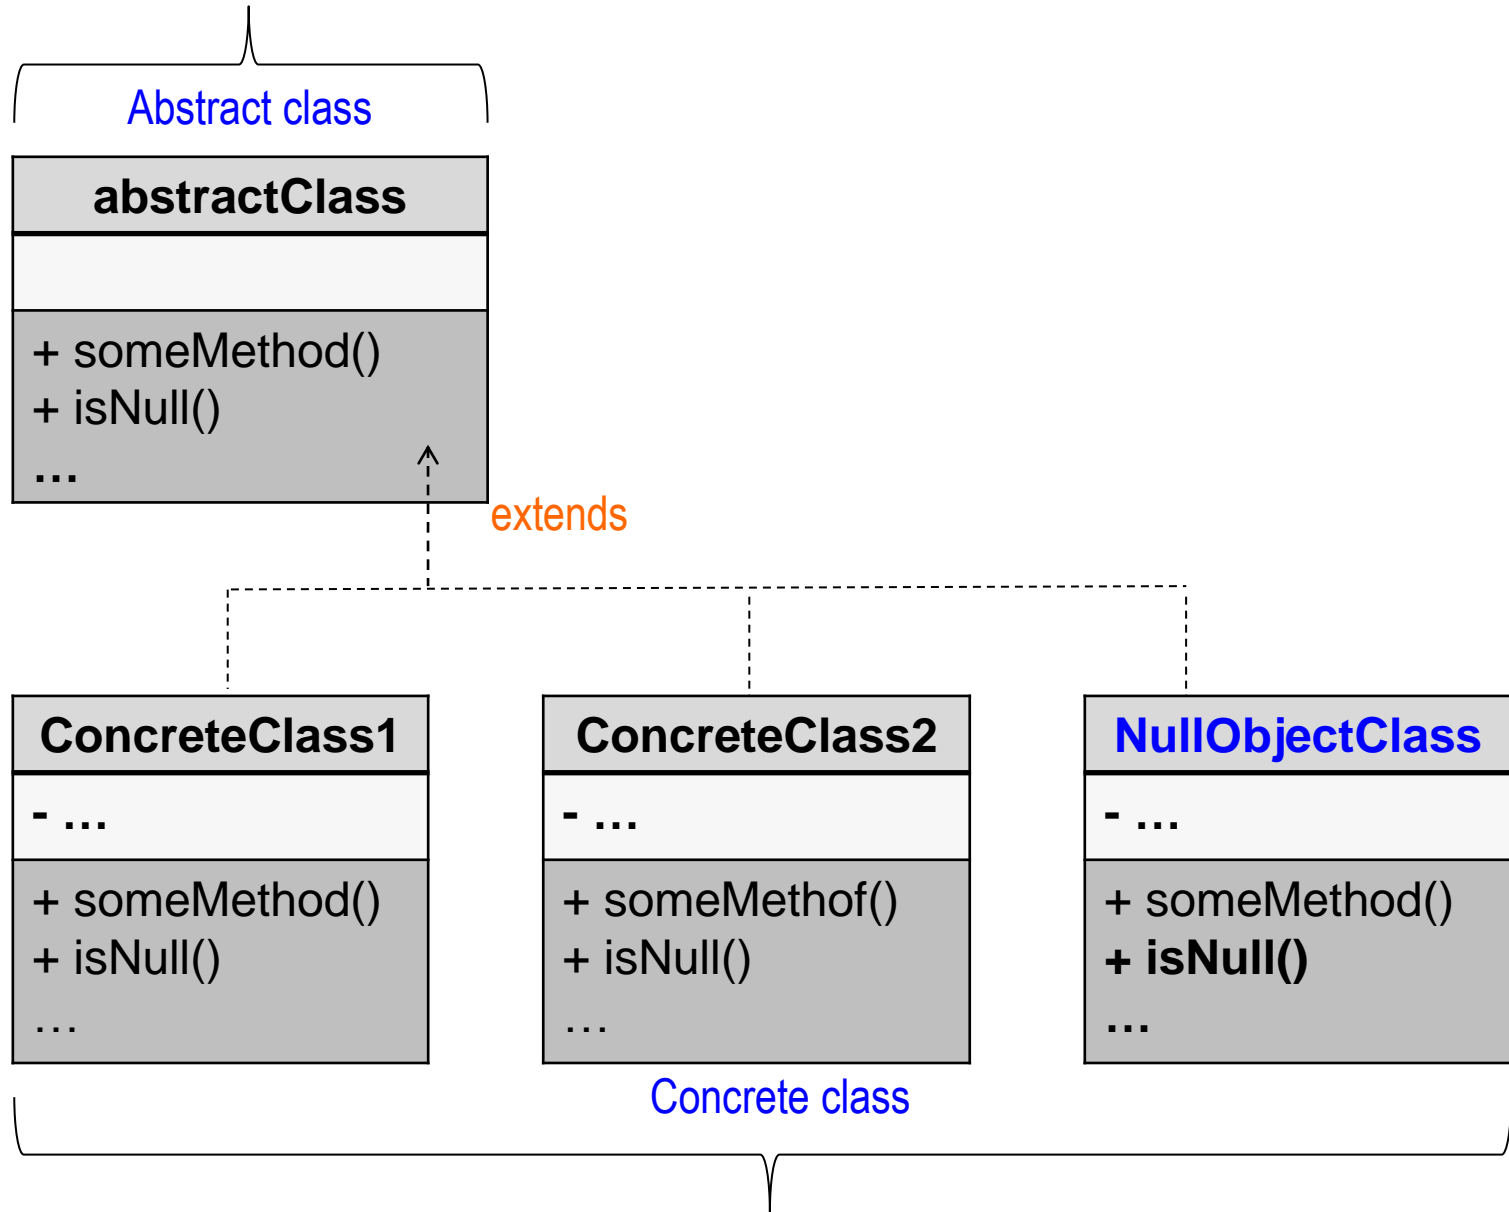 Abstract class
abstractClass
+ someMethod()
+ isNull()
...
extends
ConcreteClass1
- ...
+ someMethod()
+ isNull()
...
ConcreteClass2
- ...
+ someMethof()
+ isNull()
...
NullObjectClass
- ...
+ someMethod()
+ isNull()
...
Concrete class